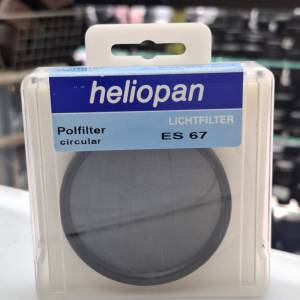 heliopan
LICHTFILTER
Polfilter
circular
ES 67